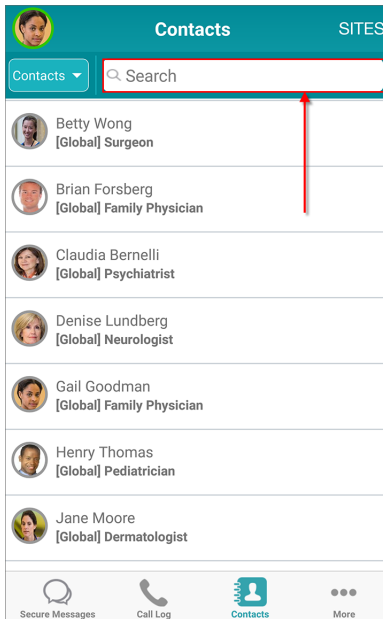 Contacts
SITES
Contacts
Search
Betty Wong
[Global] Surgeon
Brian Forsberg
[Global] Family Physician
Claudia Bernelli
[Global] Psychiatrist
Denise Lundberg
[Global] Neurologist
Gail Goodman
[Global] Family Physician
Henry Thomas
[Global] Pediatrician
Jane Moore
[Global] Dermatologist
Secure Messages
Call Log
Contacts
More